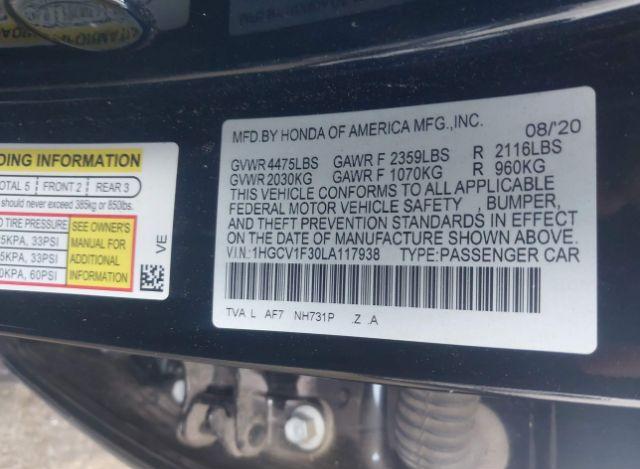 DING INFORMATION
OTAL 5 FRONT 2 REAR 3
should never exceed 385kg or 850lbs.
D TIRE PRESSURE
5KPA, 33PSI
5KPA, 33PSI
0KPA, 60PSI
SEE OWNER'S
MANUAL FOR
ADDITIONAL
INFORMATION
VE
MFD.BY HONDA OF AMERICA MFG.,INC. 08/'20
GVWR 4475LBS GAWR F 2359LBS R 2116LBS
GVWR 2030KG GAWR F 1070KG R 960KG
THIS VEHICLE CONFORMS TO ALL APPLICABLE
FEDERAL MOTOR VEHICLE SAFETY , BUMPER,
AND THEFT PREVENTION STANDARDS IN EFFECT
ON THE DATE OF MANUFACTURE SHOWN ABOVE.
V.I.N.:1HGCV1F30LA117938 TYPE:PASSENGER CAR
TVA L AF7 NH731P .Z .A